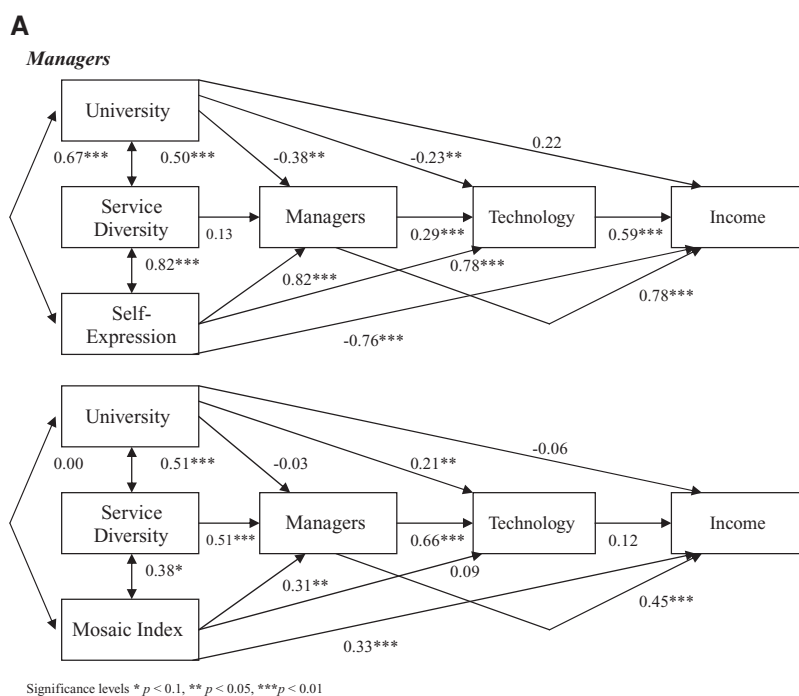 A
Managers
University
0.22
0.67***
0.50***
-0.38**
-0.23**
Service
Diversity
Managers
Technology
Income
0.13
0.29***
0.59***
0.82***
0.82***
0.78***
0.78***
Self-
Expression
-0.76***
University
-0.06
0.00
0.51***
-0.03
0.21**
Service
Diversity
Managers
Technology
Income
0.51***
0.66***
0.12
0.38*
0.31**
0.09
0.45***
Mosaic Index
0.33***
Significance levels * p < 0.1, ** p < 0.05, ***p < 0.01